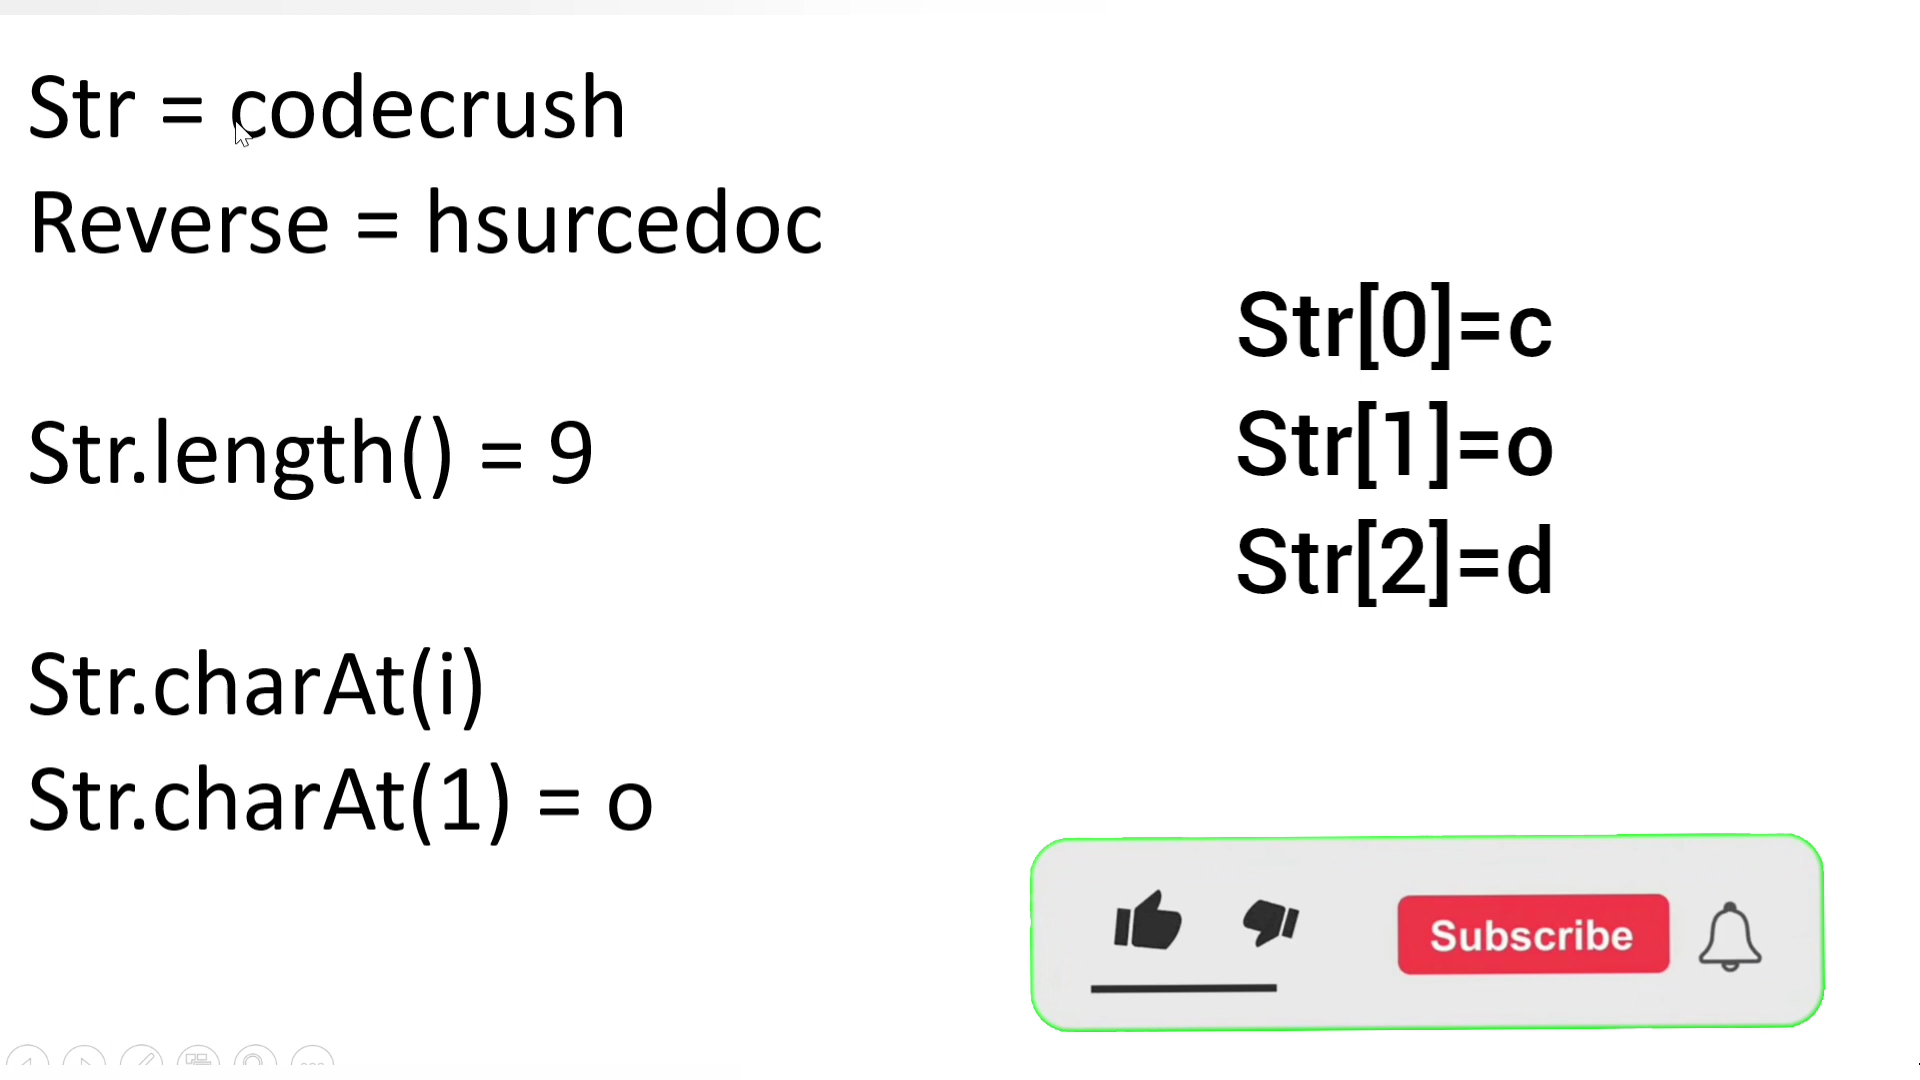 Str = codecrush
Reverse = hsurcedoc
Str.length() = 9
Str.charAt(i)
Str.charAt(1) = o
Str[0]=c
Str[1]=o
Str[2]=d
Subscribe